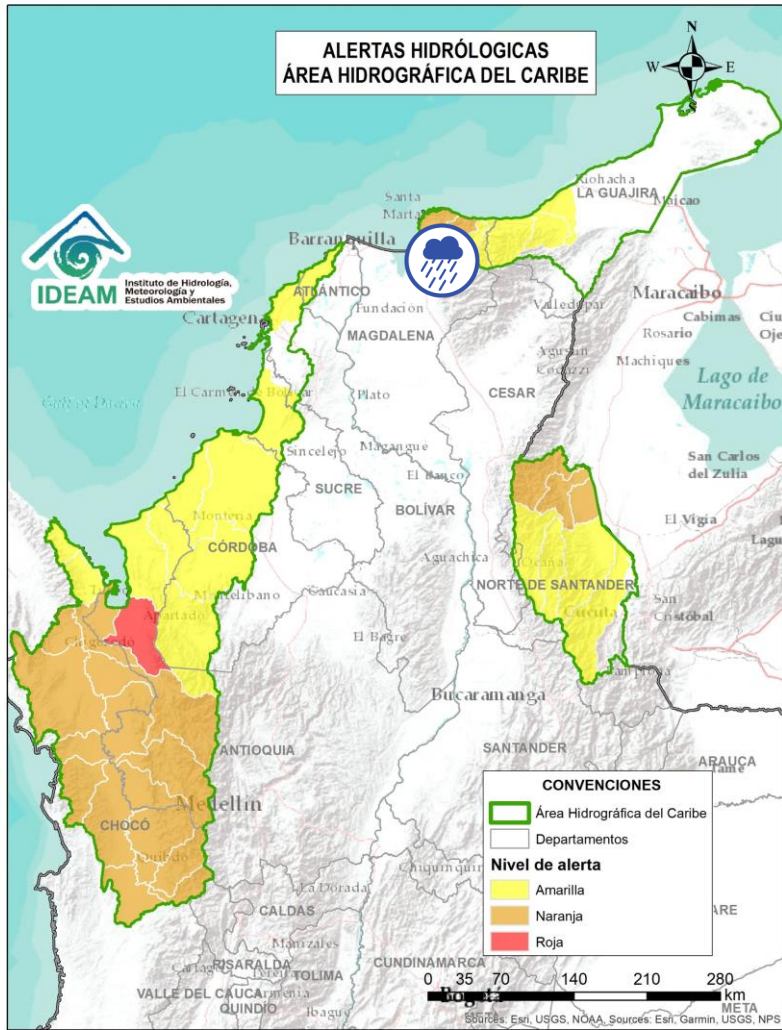 ALERTAS HIDRÓLOGICAS
ÁREA HIDROGRÁFICA DEL CARIBE
N
W
E
S
Riohacha
LA GUAJIRA
Maicao
Santa
Marta
Barranquilla
IDEAM
Instituto de Hidrología,
Meteorología y
Estudios Ambientales
ATLÁNTICO
Cartagena
Fundación
Valledupar
Maracaibo
Cabimas
MAGDALENA
Rosario
Agustín
Codazzi
Machiques
El Carmen de Bolívar
Plato
CESAR
Lago de
Maracaibo
Sincelejo
Magangué
San Carlos
del Zulia
SUCRE
El Banco
BOLÍVAR
Montería
El Vigía
CÓRDOBA
Aguachica
Ocaña
NORTE DE SANTANDER
Montelíbano
Caucasia
Apartadó
Cúcuta
San
Cristóbal
El Bagre
Bucaramanga
ANTIOQUIA
SANTANDER
ARAUCA
Medellín
CHOCÓ
Quibdó
CONVENCIONES
Área Hidrográfica del Caribe
Departamentos
Nivel de alerta
Amarilla
Naranja
Roja
La Dorada
CALDAS
Manizales
RISARALDA
TOLIMA
CUNDINAMARCA
VALLE DEL CAUCA
Armenia
QUINDÍO
Ibague
0 35 70 140 210 280
km
Bogotá
META
Sources: Esri, USGS, NOAA, Sources: Esri, Garmin, USGS, NPS